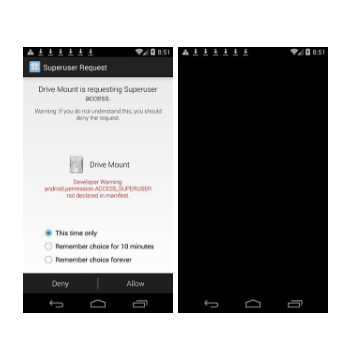 8:51
Superuser Request
Drive Mount is requesting Superuser
access.
Warning: If you do not understand this, you should
deny the request.
Drive Mount
Developer Warning:
android.permission.ACCESS_SUPERUSER
not declared in manifest.
This time only
Remember choice for 10 minutes
Remember choice forever
Deny
Allow
8:51